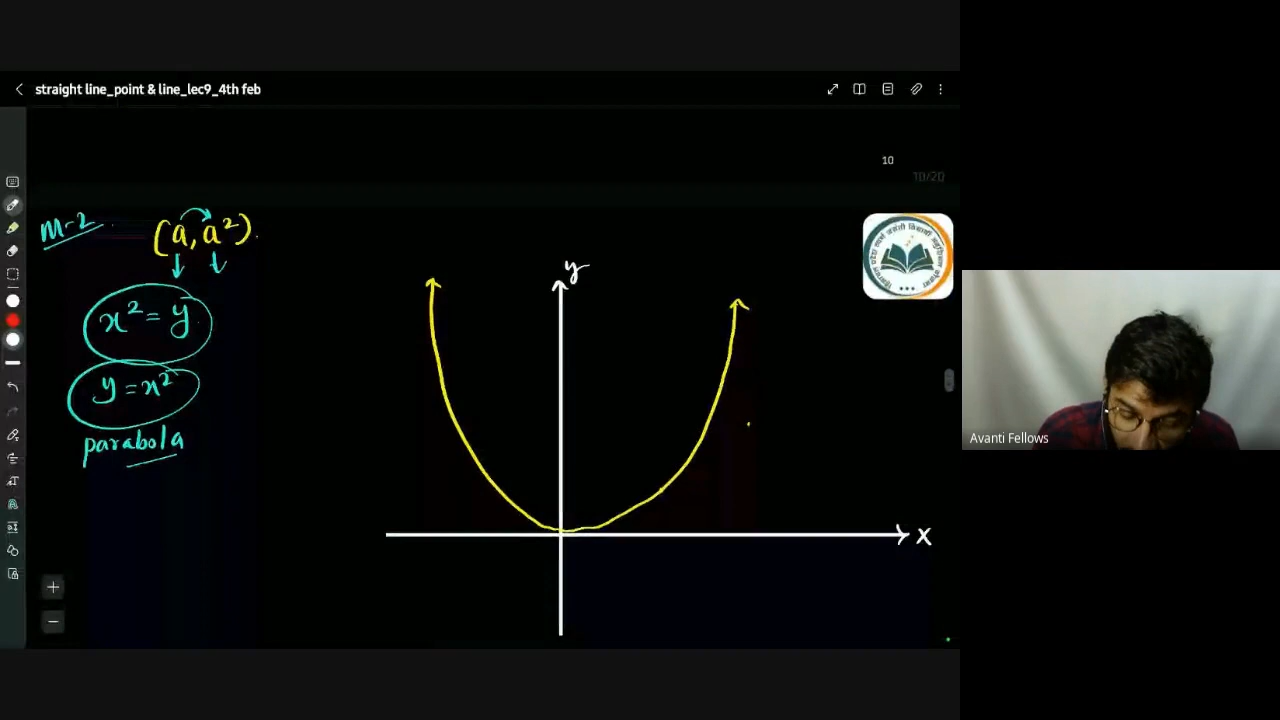 straight line_point & line_lec9_4th feb
10
10/20
M-2
(a, a²).
x² = y
y = x²
parabola
y
X
Avanti Fellows